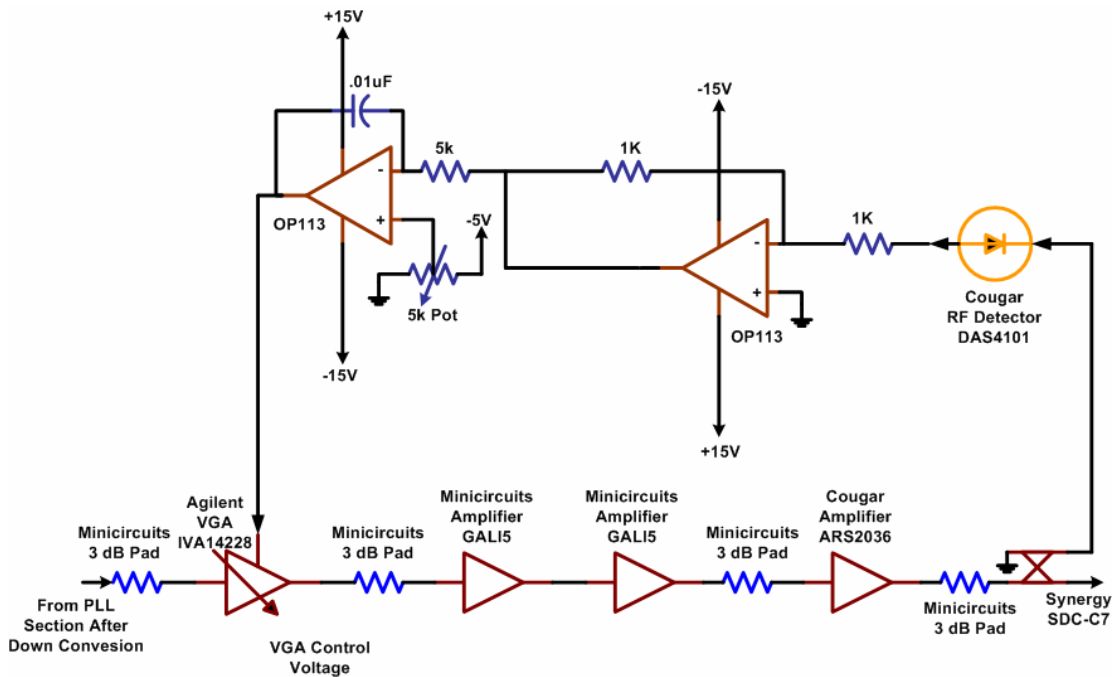 +15V
.01uF
-15V
5k
1K
-
+
OP113
-5V
5k Pot
-15V
-
+
OP113
+15V
1K
Cougar
RF Detector
DAS4101
Minicircuits
3 dB Pad
From PLL
Section After
Down Convesion
Agilent
VGA
IVA14228
VGA Control
Voltage
Minicircuits
3 dB Pad
Minicircuits
Amplifier
GALI5
Minicircuits
Amplifier
GALI5
Minicircuits
3 dB Pad
Cougar
Amplifier
ARS2036
Minicircuits
3 dB Pad
Synergy
SDC-C7